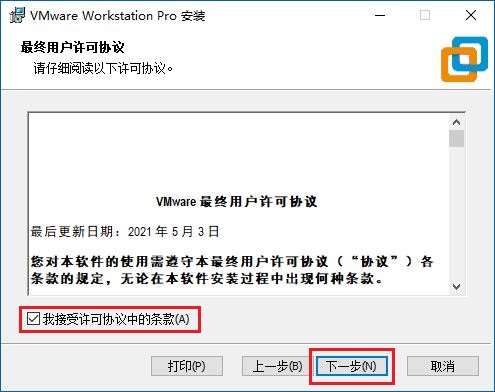 VMware Workstation Pro 安装
最终用户许可协议
请仔细阅读以下许可协议。
VMware 最终用户许可协议
最后更新日期：2021 年 5 月 3 日
您对本软件的使用需遵守本最终用户许可协议（“协议”）各
条款的规定，无论在本软件安装过程中出现何种条款。
我接受许可协议中的条款(A)
打印(P)
上一步(B)
下一步(N)
取消